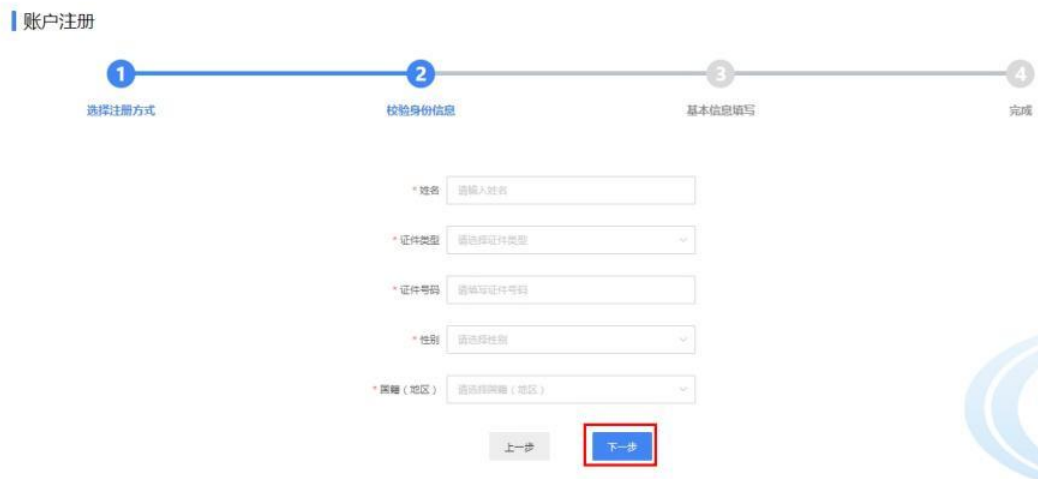 账户注册
1 2 3 4
选择注册方式 校验身份信息 基本信息填写 完成
* 姓名 请输入姓名
* 证件类型 请选择证件类型
* 证件号码 请填写证件号码
* 性别 请选择性别
* 国籍（地区） 请选择国籍（地区）
上一步 下一步